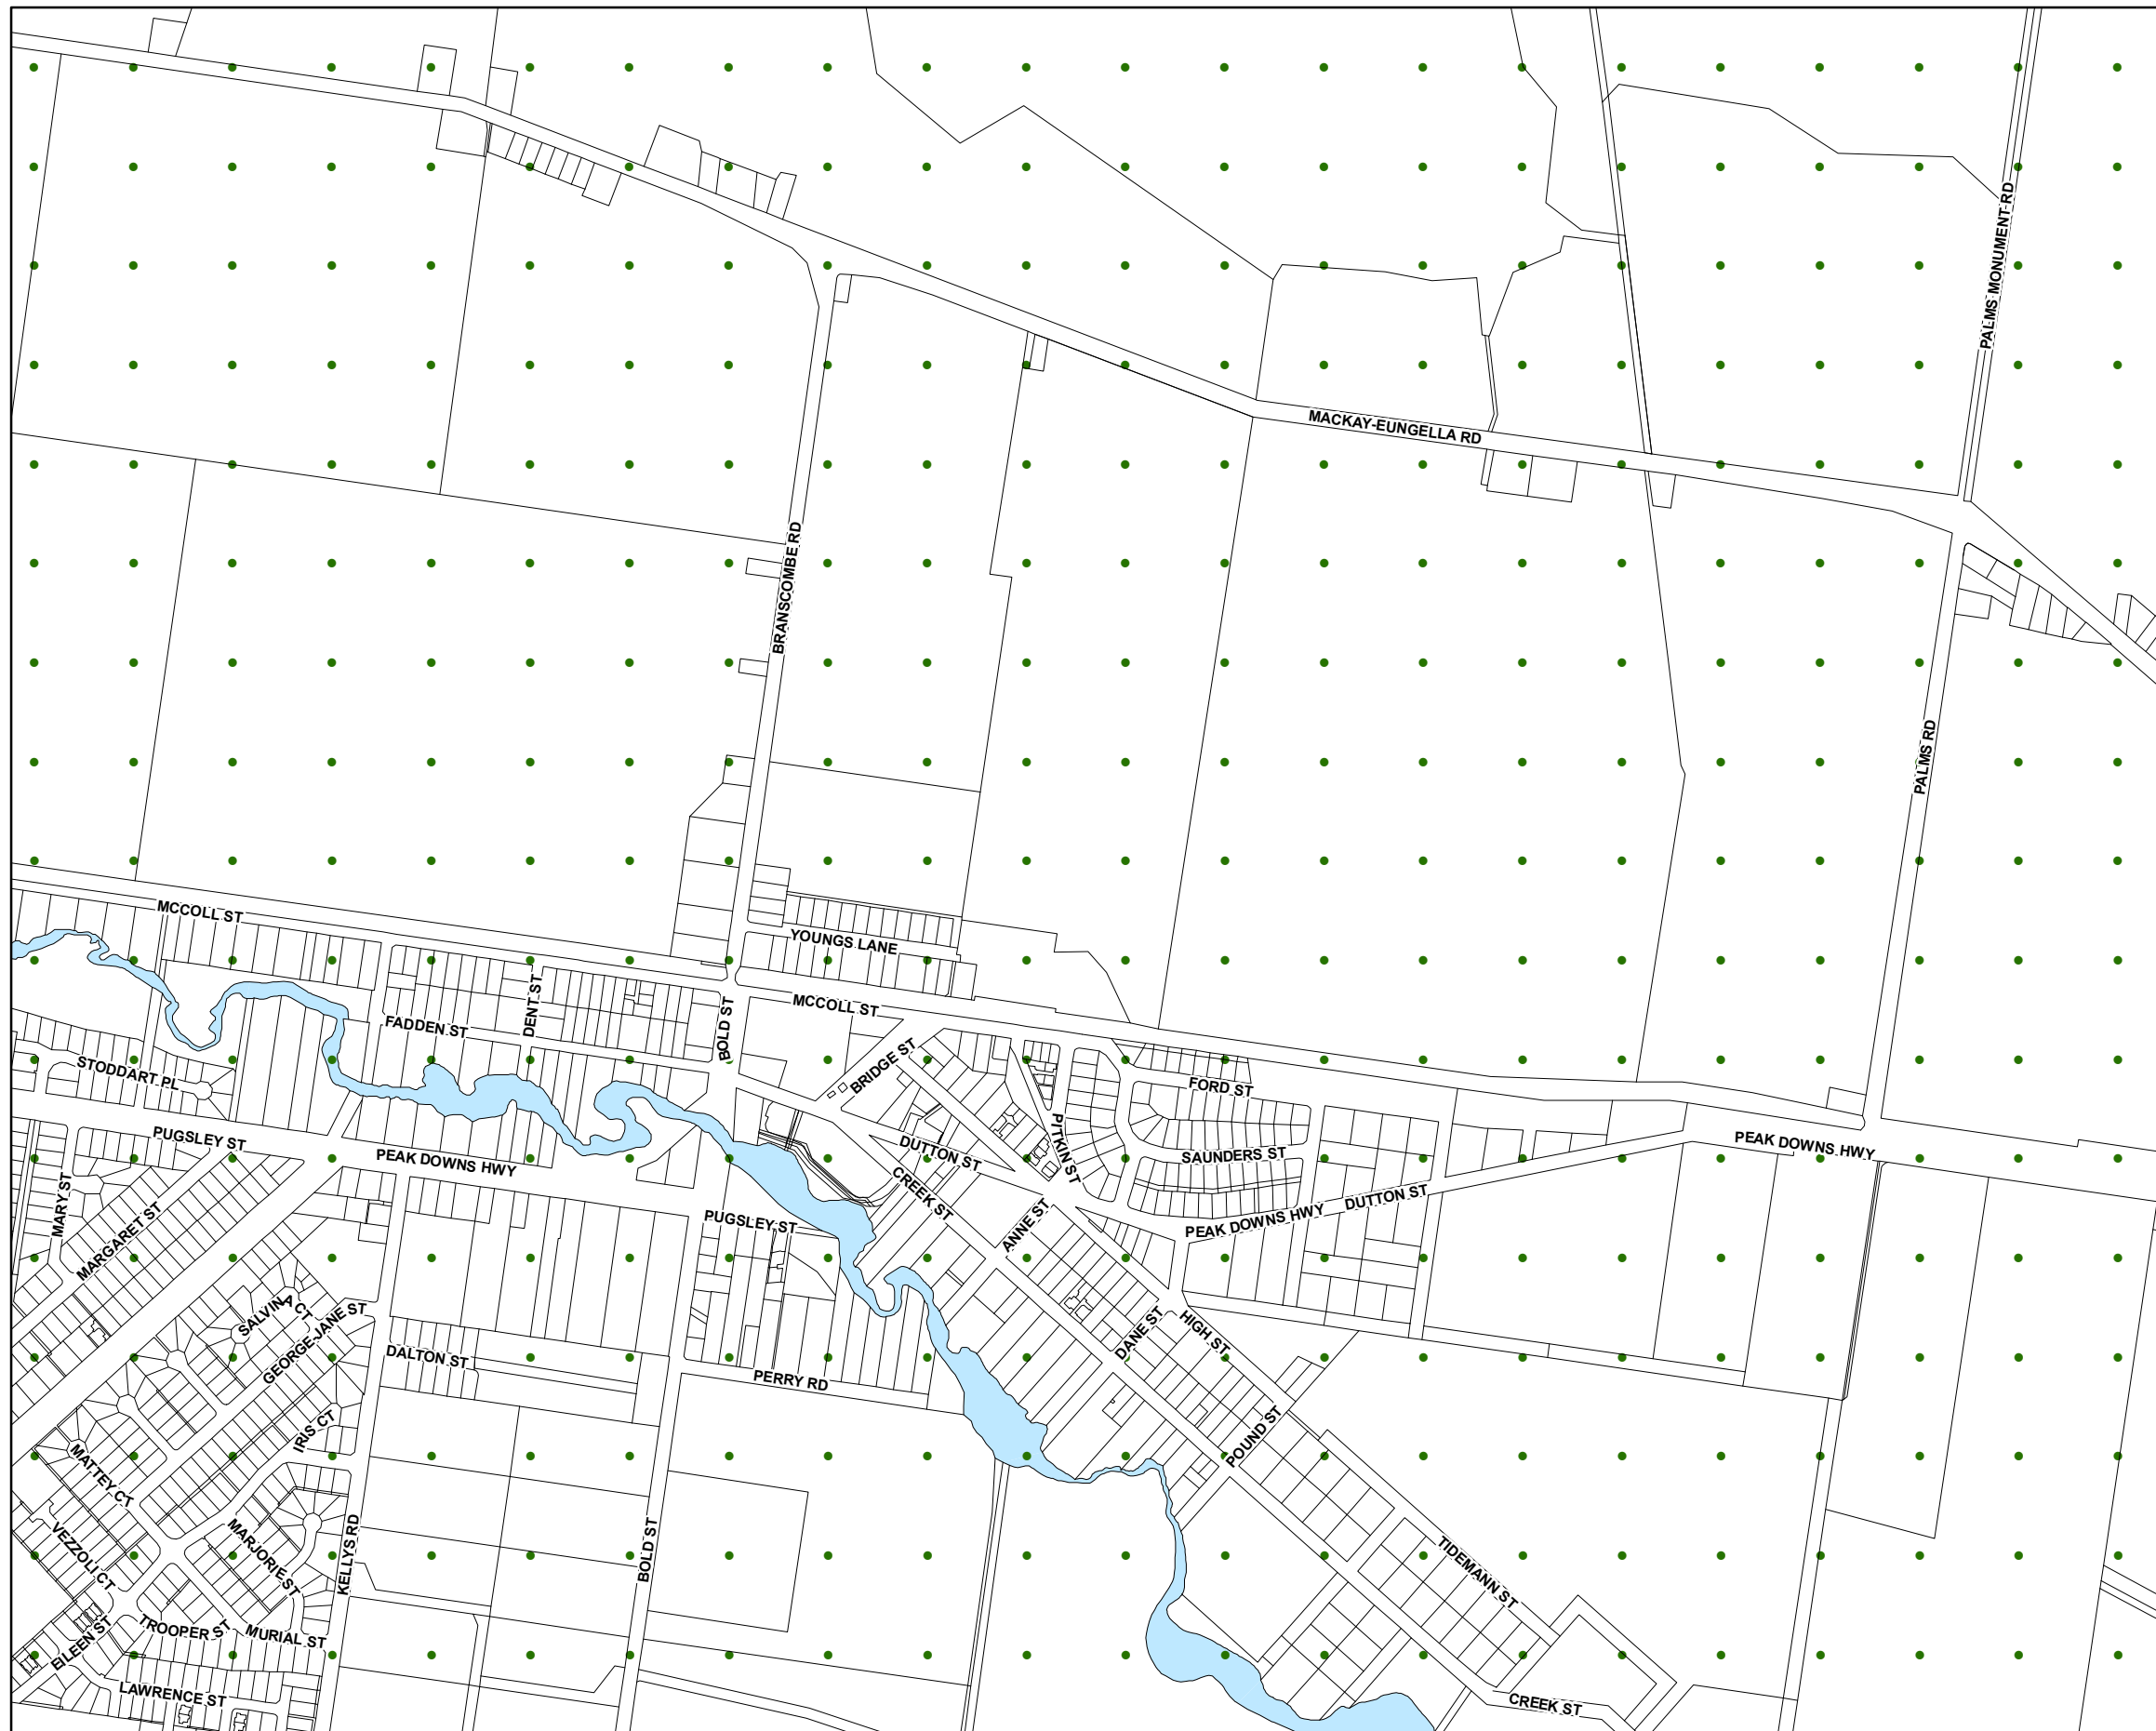 PALMS MONUMENT RD
MACKAY-EUNGELLA RD
BRANSCOMBE RD
PALMS RD
MCCOLL ST
YOUNGS LANE
DENT ST
MCCOLL ST
FADDEN ST
BOLD ST
BRIDGE ST
STODDART PL
FORD ST
PITKIN ST
PUGSLEY ST
PEAK DOWNS HWY
DUTTON ST
SAUNDERS ST
PEAK DOWNS HWY
CREEK ST
MARY ST
MARGARET ST
PUGSLEY ST
ANNE ST
PEAK DOWNS HWY
DUTTON ST
SALVINA CT
GEORGE-JANE ST
DANE ST
HIGH ST
DALTON ST
PERRY RD
IRIS CT
POUND ST
MATTEY CT
VEZZOLI CT
MARJORIE ST
KELLYS RD
BOLD ST
TIDEMANN ST
EILEEN ST
TROOPER ST
MURIAL ST
LAWRENCE ST
CREEK ST